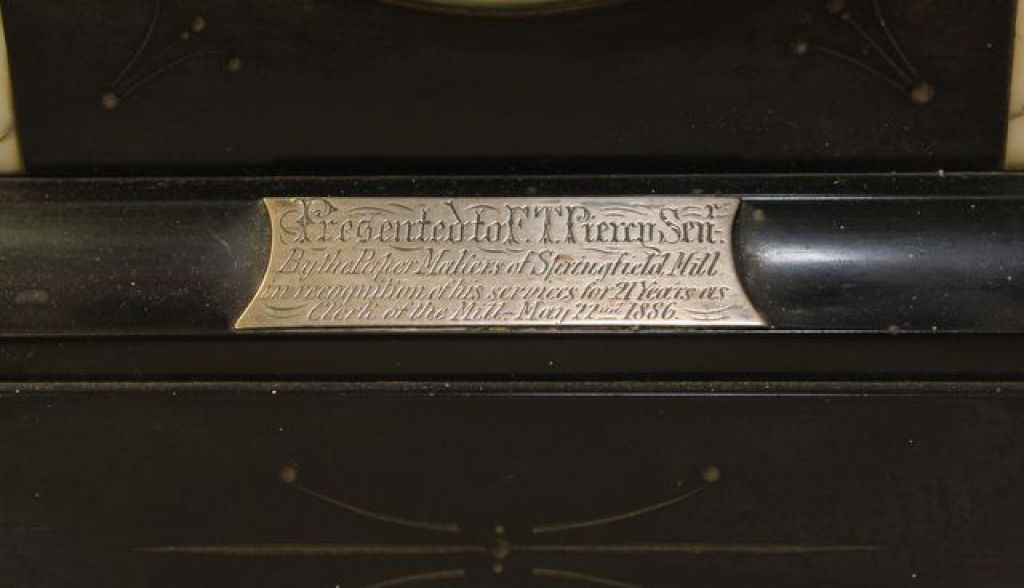 Presented to F. T. Piercy, Senr.
By the Paper Makers of Springfield Mill
in recognition of his services for 21 Years as
Clerk of the Mill - May 22nd 1886.